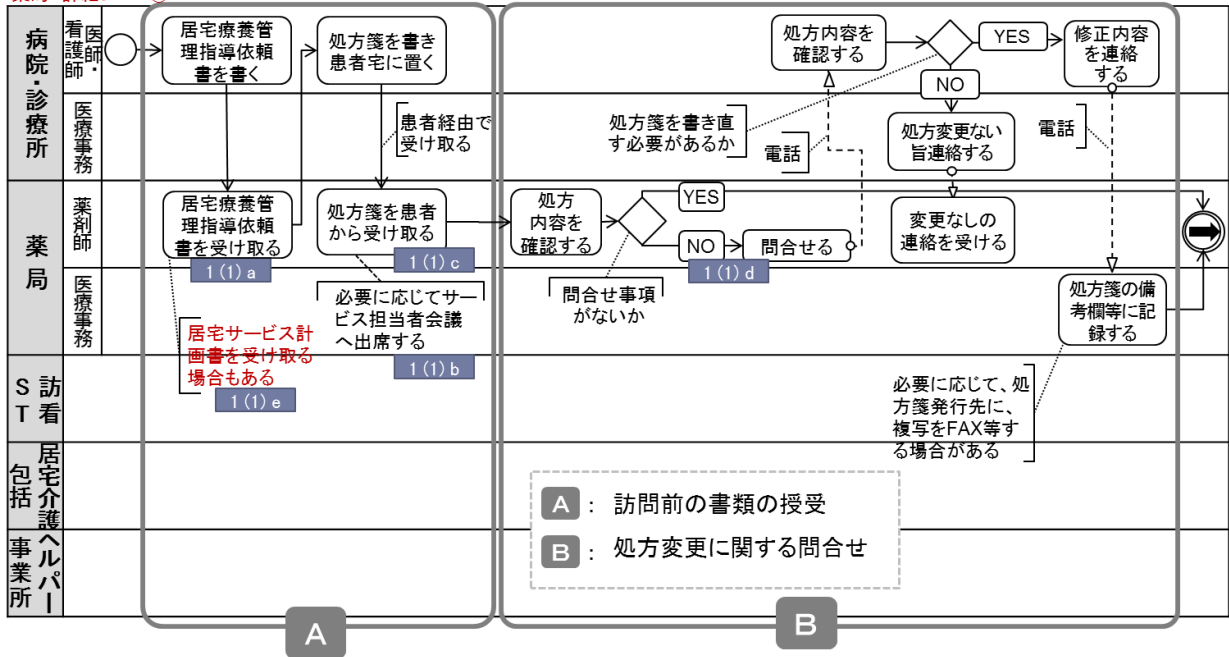 病院・診療所
医師・
看護師
医療事務
薬局
薬剤師
医療事務
訪看
ST
居宅介護
包括
ヘルパー
事業所
居宅療養管
理指導依頼
書を書く
処方箋を書き
患者宅に置く
患者経由で
受け取る
居宅療養管
理指導依頼
書を受け取る
1(1)a
処方箋を患者
から受け取る
1(1)c
必要に応じてサー
ビス担当者会議
へ出席する
1(1)b
居宅サービス計
画書を受け取る
場合もある
1(1)e
処方内容を
確認する
YES
修正内容
を連絡
する
NO
処方箋を書き直
す必要があるか
電話
処方変更ない
旨連絡する
電話
処方
内容を
確認する
YES
NO
問合せる
1(1)d
変更なしの
連絡を受ける
問合せ事項
がないか
処方箋の備
考欄等に記
録する
必要に応じて、処
方箋発行先に、
複写をFAX等す
る場合がある
A : 訪問前の書類の授受
B : 処方変更に関する問合せ
A
B